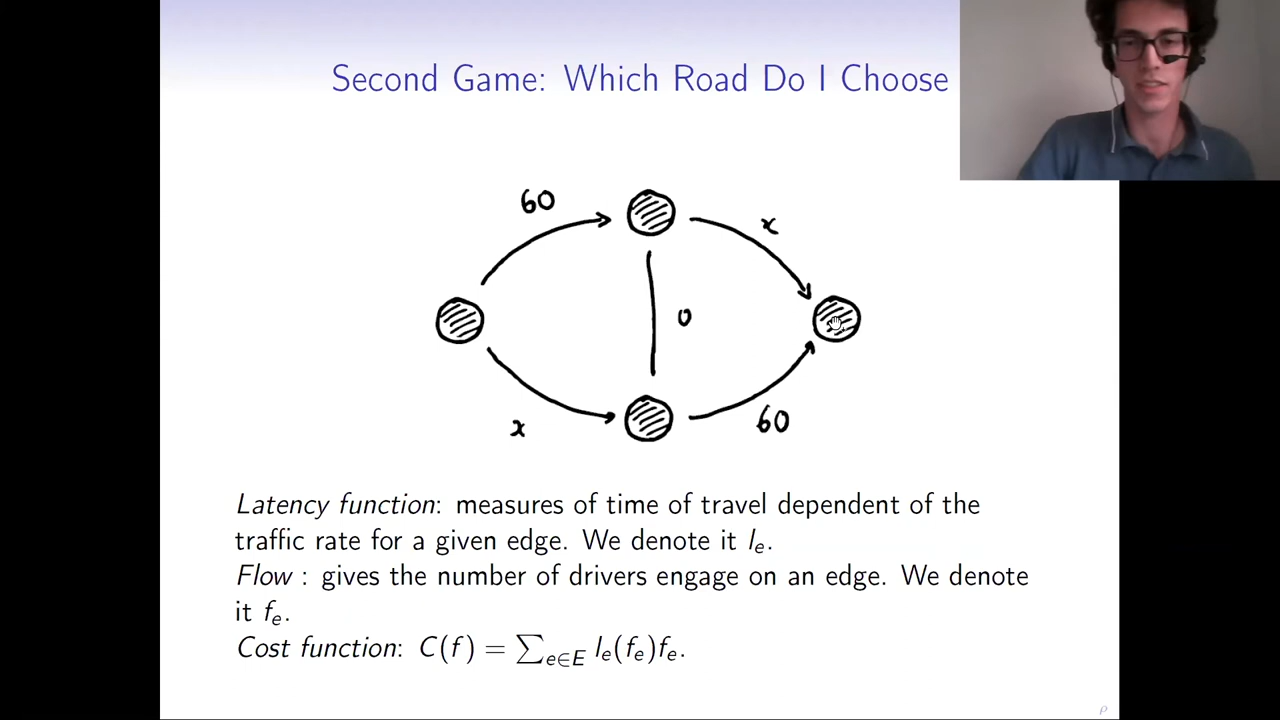 Second Game: Which Road Do I Choose
60
x
0
x
60
Latency function: measures of time of travel dependent of the
traffic rate for a given edge. We denote it lₑ.
Flow : gives the number of drivers engage on an edge. We denote
it fₑ.
Cost function: C(f) = ∑ₑ∈E lₑ(fₑ)fₑ.
ρ